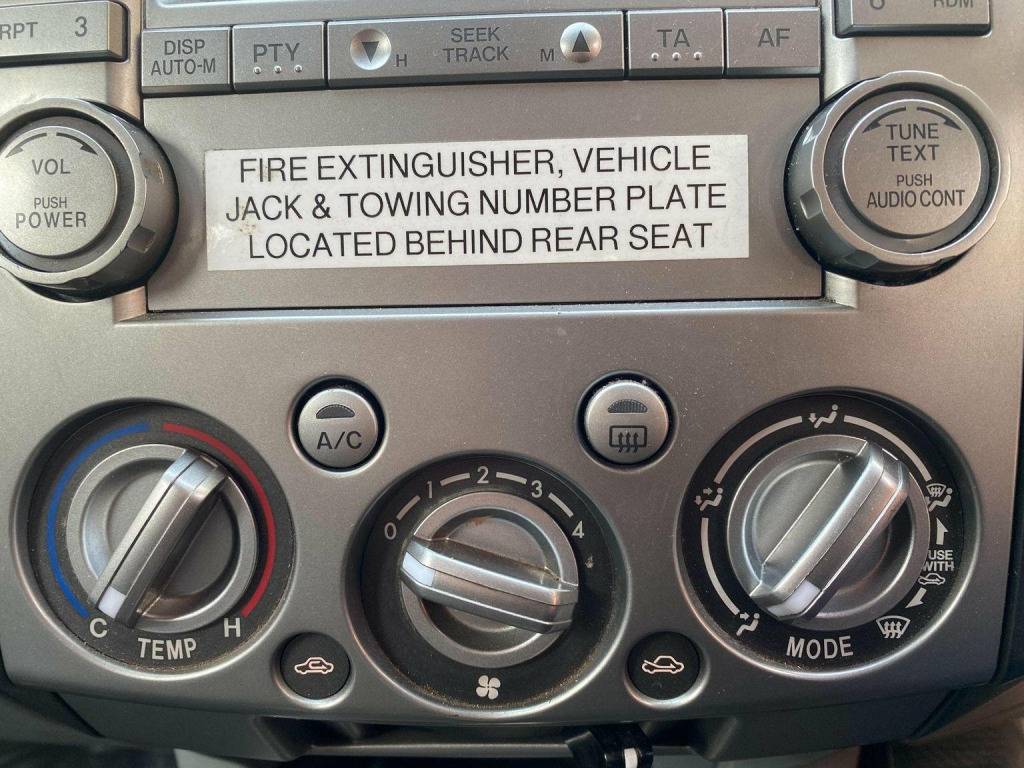 RPT 3
DISP
AUTO-M
PTY
H
SEEK
TRACK
M
TA
AF
6 RDM
VOL
PUSH
POWER
FIRE EXTINGUISHER, VEHICLE
JACK & TOWING NUMBER PLATE
LOCATED BEHIND REAR SEAT
TUNE
TEXT
PUSH
AUDIO CONT
A/C
0 1 2 3 4
USE
WITH
C H
TEMP
MODE